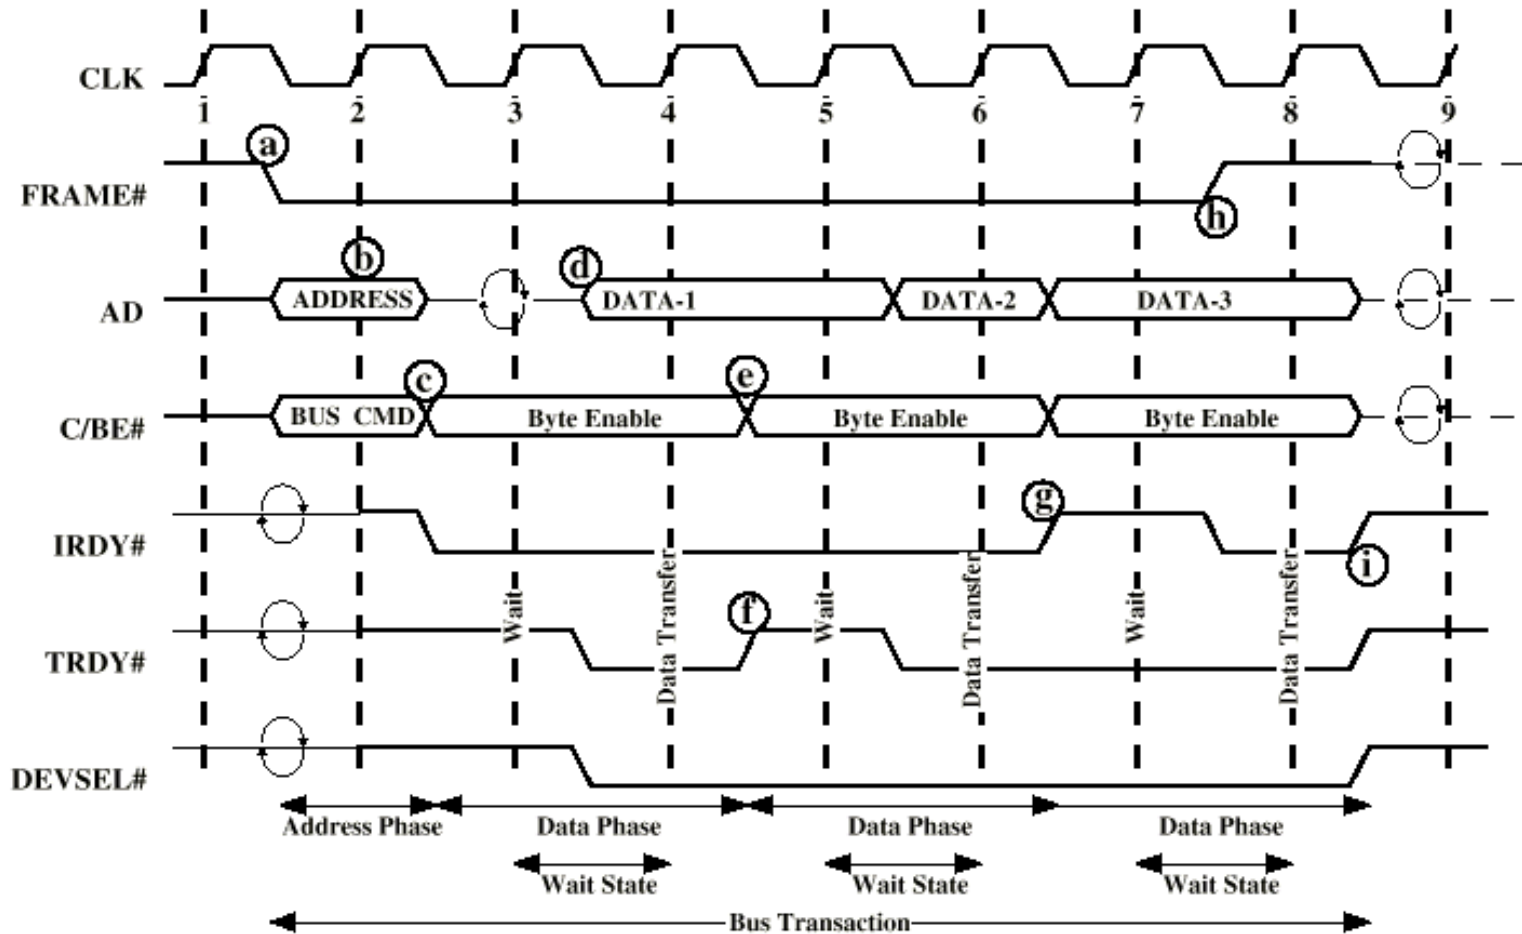 CLK
1 2 3 4 5 6 7 8 9
a
FRAME#
h
b
d
AD
ADDRESS DATA-1 DATA-2 DATA-3
c
e
C/BE#
BUS CMD Byte Enable Byte Enable Byte Enable
g
IRDY#
i
Wait Data Transfer Wait Data Transfer Wait Data Transfer
f
TRDY#
DEVSEL#
Address Phase Data Phase Data Phase Data Phase
Wait State Wait State Wait State
Bus Transaction